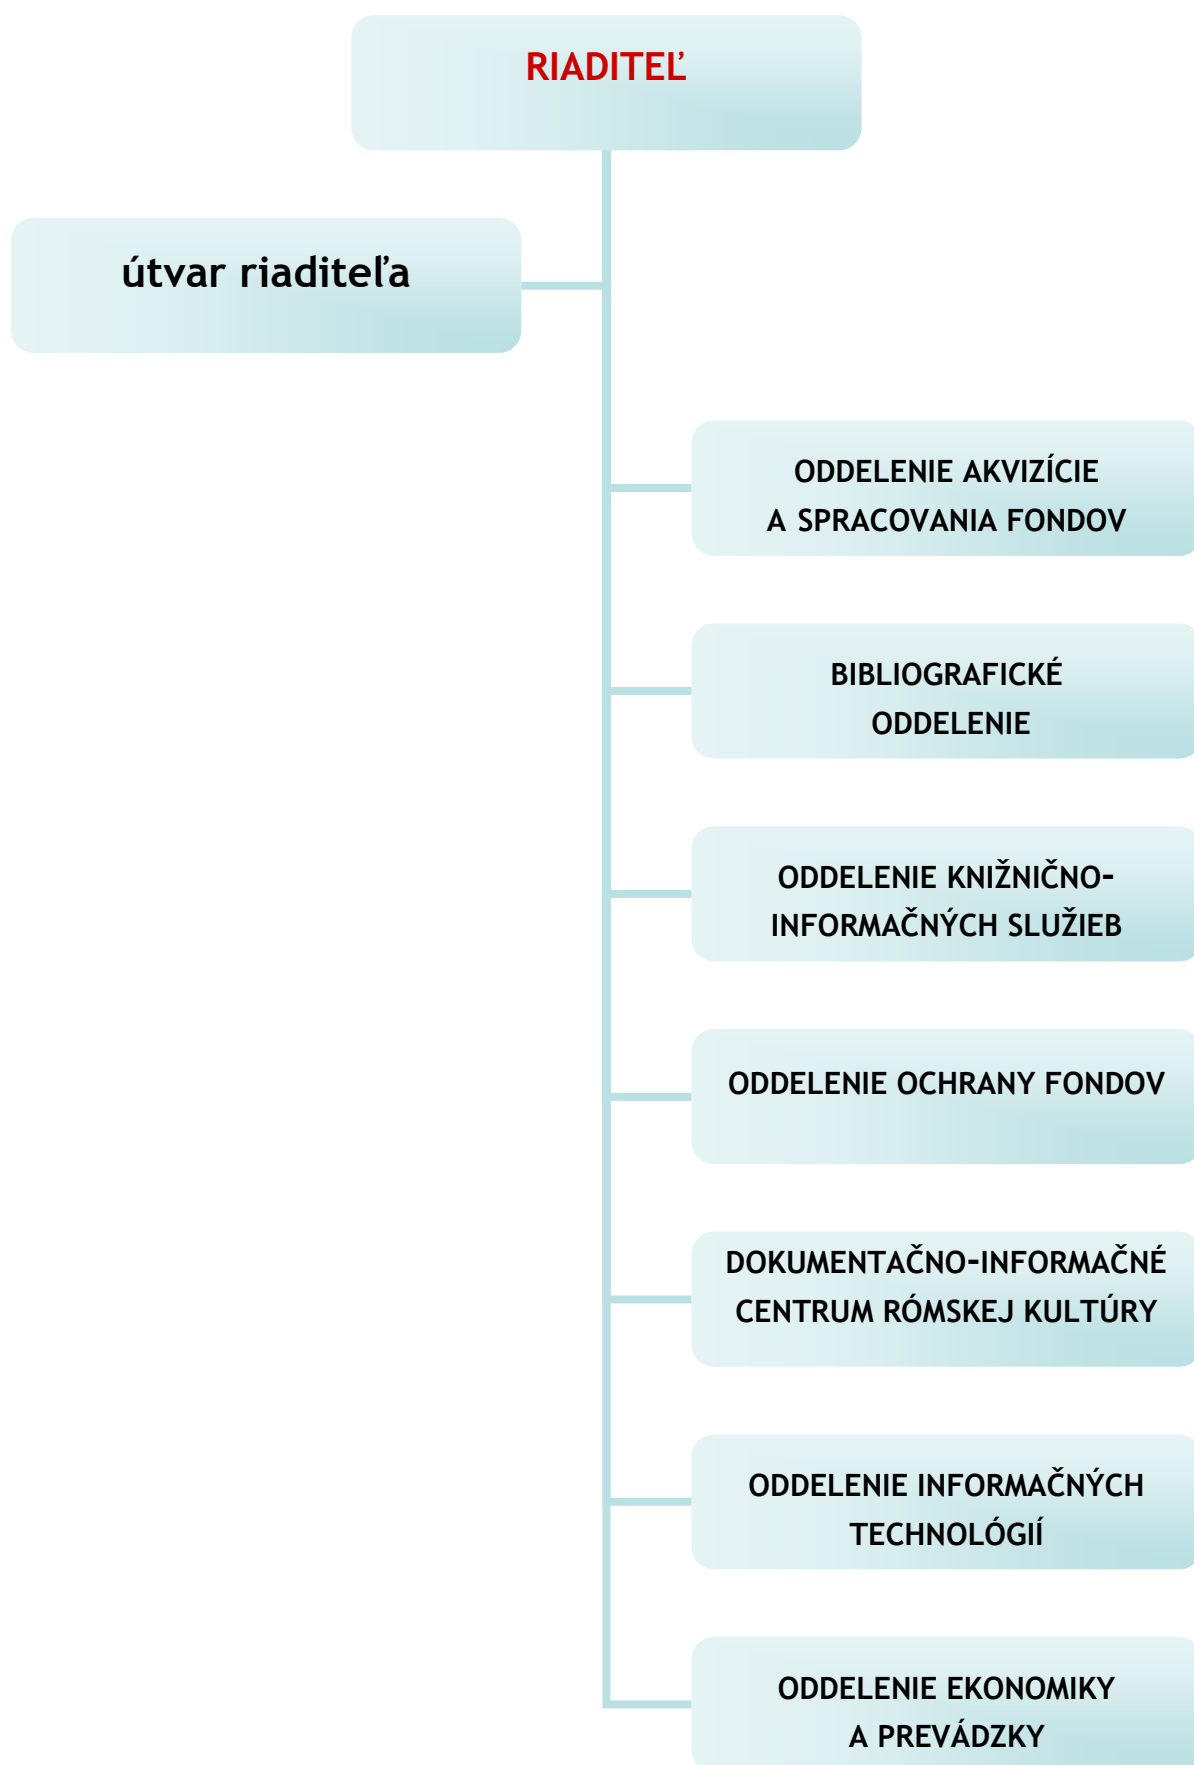 RIADITEĽ
útvar riaditeľa
ODDELENIE AKVIZÍCIE
A SPRACOVANIA FONDOV
BIBLIOGRAFICKÉ
ODDELENIE
ODDELENIE KNIŽNIČNO-
INFORMAČNÝCH SLUŽIEB
ODDELENIE OCHRANY FONDOV
DOKUMENTAČNO-INFORMAČNÉ
CENTRUM RÓMSKEJ KULTÚRY
ODDELENIE INFORMAČNÝCH
TECHNOLÓGIÍ
ODDELENIE EKONOMIKY
A PREVÁDZKY